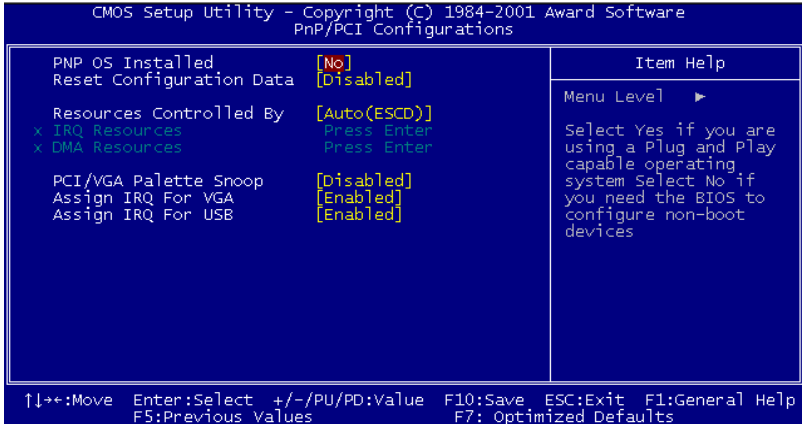 CMOS Setup Utility – Copyright (C) 1984–2001 Award Software
PnP/PCI Configurations
PNP OS Installed [No]
Reset Configuration Data [Disabled]
Resources Controlled By [Auto(ESCD)]
x IRQ Resources Press Enter
x DMA Resources Press Enter
PCI/VGA Palette Snoop [Disabled]
Assign IRQ For VGA [Enabled]
Assign IRQ For USB [Enabled]
Item Help
Menu Level ►
Select Yes if you are
using a Plug and Play
capable operating
system Select No if
you need the BIOS to
configure non-boot
devices
↑↓→←:Move Enter:Select +/-/PU/PD:Value F10:Save ESC:Exit F1:General Help
F5:Previous Values F7: Optimized Defaults